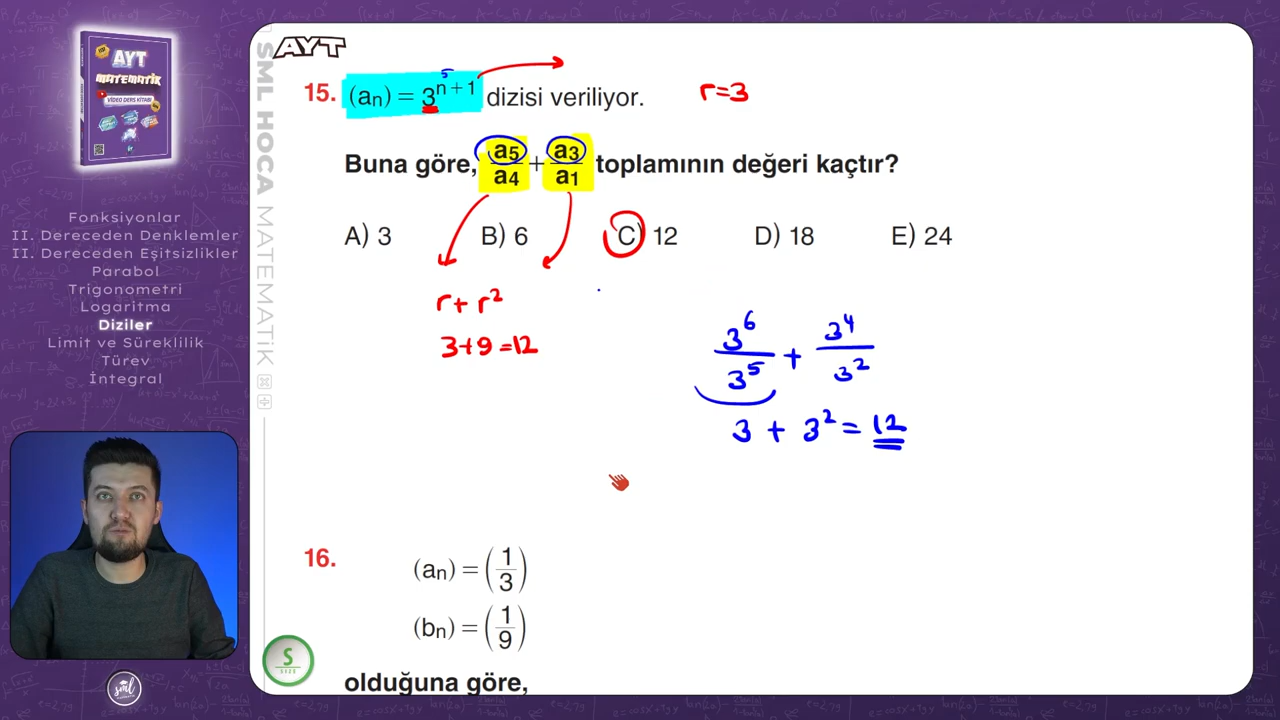 AYT
MATEMATİK
VİDEO DERS KİTABI
Fonksiyonlar
II. Dereceden Denklemler
II. Dereceden Eşitsizlikler
Parabol
Trigonometri
Logaritma
Diziler
Limit ve Süreklilik
Türev
İntegral
sml
SML HOCA MATEMATİK
AYT
5
15. (aₙ) = 3ⁿ⁺¹ dizisi veriliyor. r=3
Buna göre, a₅/a₄ + a₃/a₁ toplamının değeri kaçtır?
A) 3 B) 6 C) 12 D) 18 E) 24
r+ r²
3+9=12
3⁶/3⁵ + 3⁴/3²
3 + 3² = 12
16. (aₙ) = (1/3)
(bₙ) = (1/9)
S
SIZE
olduğuna göre,